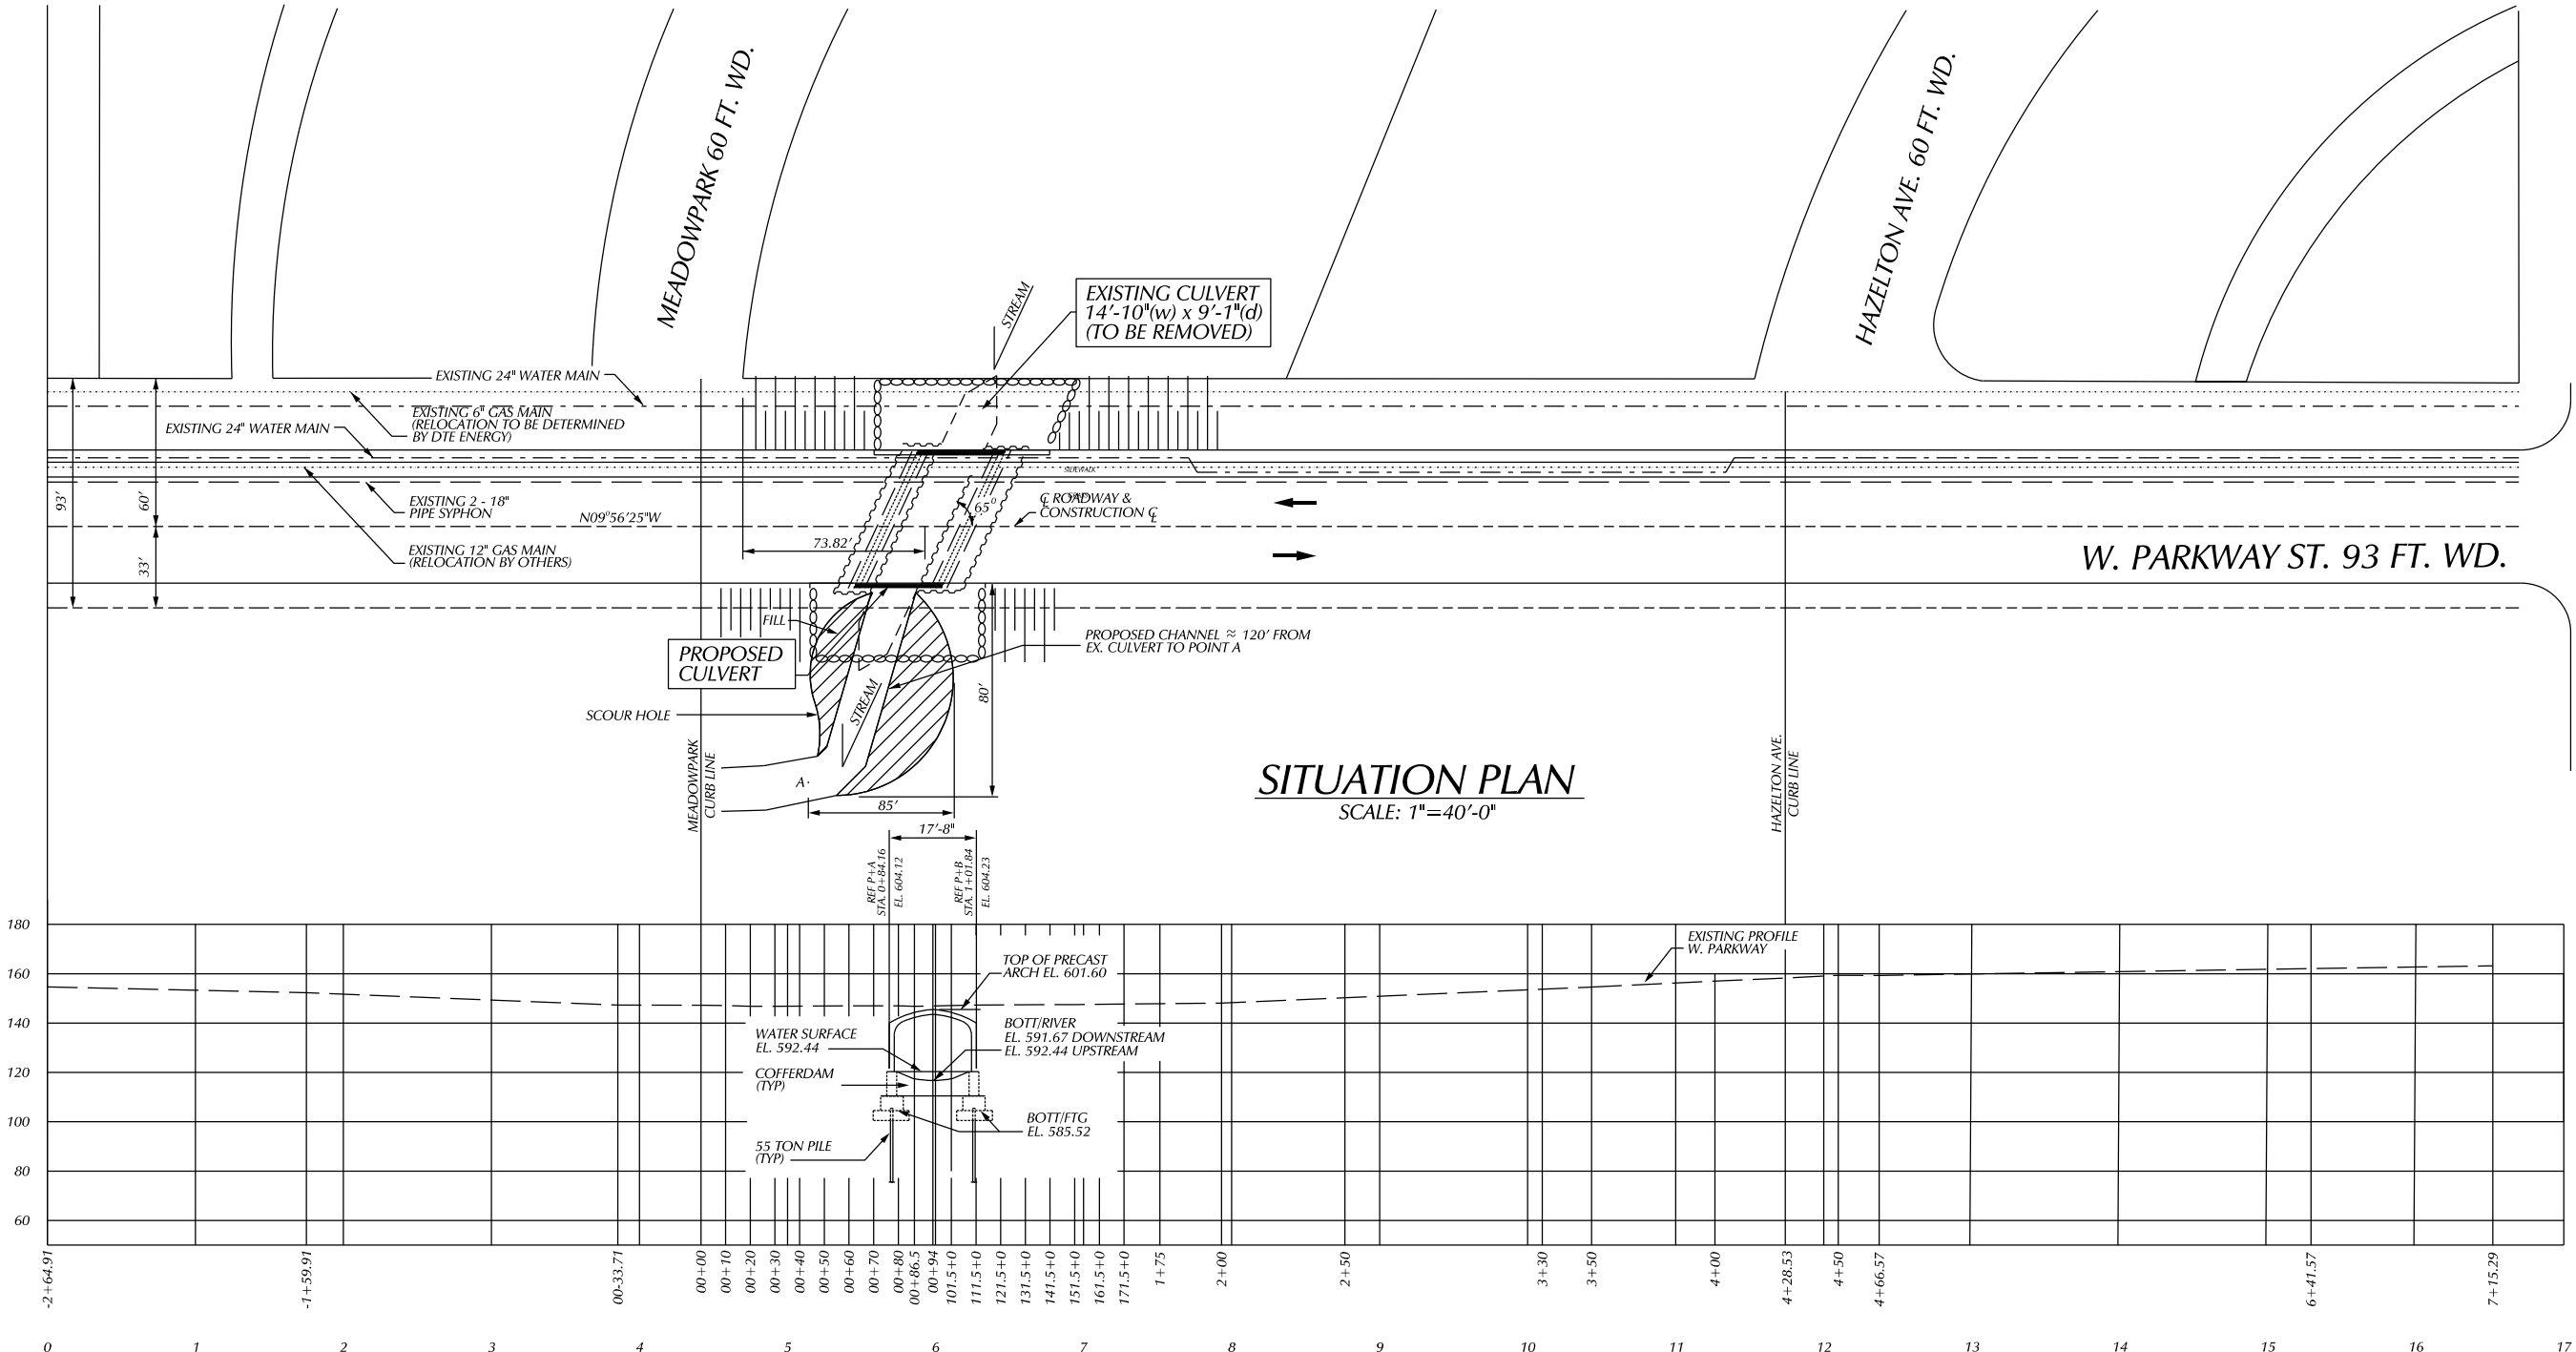 MEADOWPARK 60 FT. WD.
HAZELTON AVE. 60 FT. WD.
STREAM
EXISTING CULVERT
14'-10"(w) x 9'-1"(d)
(TO BE REMOVED)
EXISTING 24" WATER MAIN
EXISTING 6" GAS MAIN
(RELOCATION TO BE DETERMINED
BY DTE ENERGY)
EXISTING 24" WATER MAIN
SIDEWALK
93'
60'
EXISTING 2 - 18"
PIPE SYPHON
N09°56'25"W
65°
℄ ROADWAY &
CONSTRUCTION ℄
73.82'
33'
EXISTING 12" GAS MAIN
(RELOCATION BY OTHERS)
W. PARKWAY ST. 93 FT. WD.
FILL
PROPOSED CHANNEL ≈ 120' FROM
EX. CULVERT TO POINT A
PROPOSED
CULVERT
80'
STREAM
SCOUR HOLE
MEADOWPARK
CURB LINE
A
85'
SITUATION PLAN
SCALE: 1"=40'-0"
HAZELTON AVE.
CURB LINE
17'-8"
REF P+A
STA. 0+84.16
EL. 604.12
REF P+B
STA. 1+01.84
EL. 604.23
180
160
140
120
100
80
60
EXISTING PROFILE
W. PARKWAY
TOP OF PRECAST
ARCH EL. 601.60
WATER SURFACE
EL. 592.44
BOTT/RIVER
EL. 591.67 DOWNSTREAM
EL. 592.44 UPSTREAM
COFFERDAM
(TYP)
BOTT/FTG
EL. 585.52
55 TON PILE
(TYP)
-2+64.91
-1+59.91
00-33.71
00+00
00+10
00+20
00+30
00+40
00+50
00+60
00+70
00+80
00+86.5
00+94
101.5+0
111.5+0
121.5+0
131.5+0
141.5+0
151.5+0
161.5+0
171.5+0
1+75
2+00
2+50
3+30
3+50
4+00
4+28.53
4+50
4+66.57
6+41.57
7+15.29
0 1 2 3 4 5 6 7 8 9 10 11 12 13 14 15 16 17